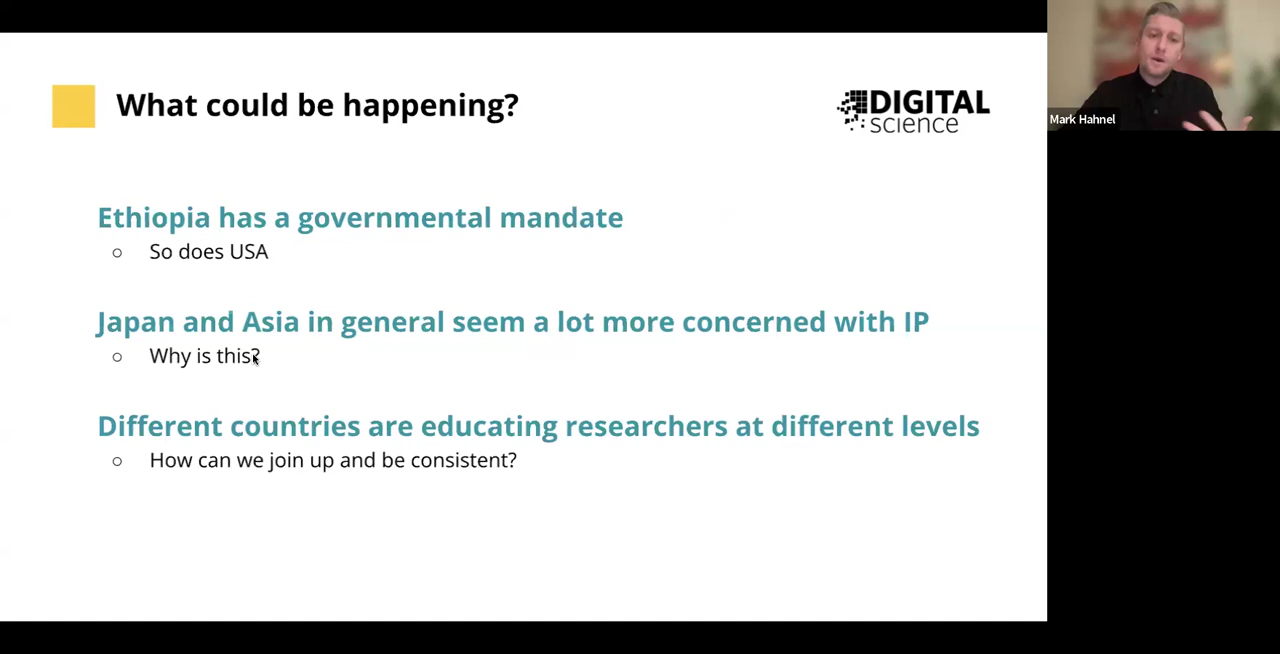 What could be happening?
DIGITAL
science
Mark Hahnel
Ethiopia has a governmental mandate
○ So does USA
Japan and Asia in general seem a lot more concerned with IP
○ Why is this?
Different countries are educating researchers at different levels
○ How can we join up and be consistent?